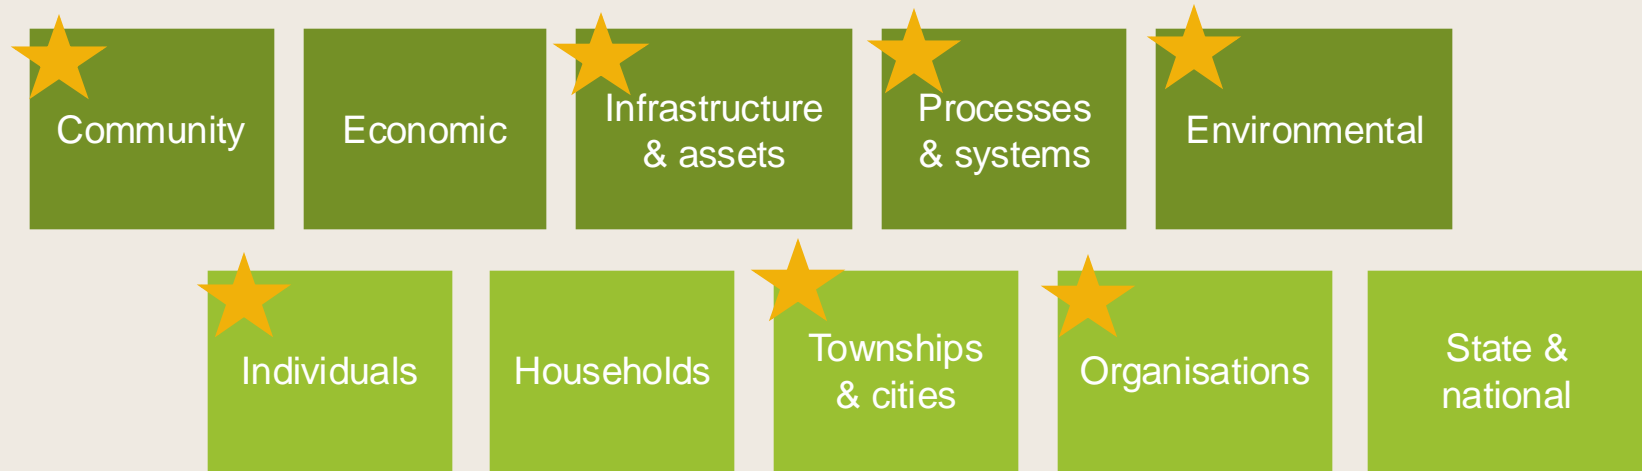 Community
Economic
Infrastructure
& assets
Processes
& systems
Environmental
Individuals
Households
Townships
& cities
Organisations
State &
national